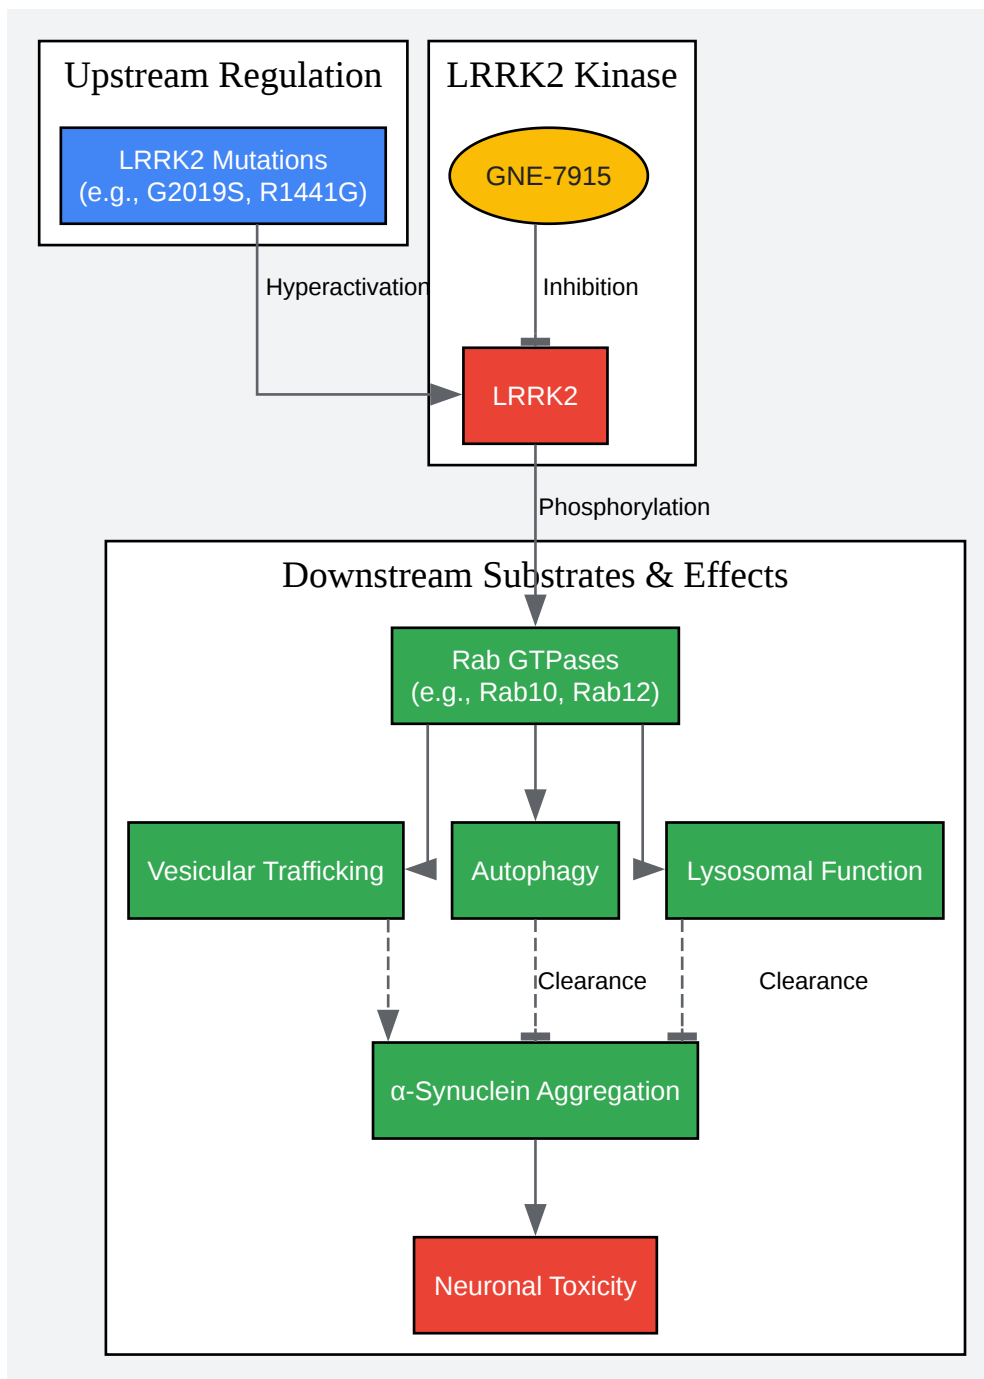 Upstream Regulation
LRRK2 Kinase
LRRK2 Mutations
(e.g., G2019S, R1441G)
GNE-7915
Hyperactivation
Inhibition
LRRK2
Phosphorylation
Downstream Substrates & Effects
Rab GTPases
(e.g., Rab10, Rab12)
Vesicular Trafficking
Autophagy
Lysosomal Function
Clearance
Clearance
α-Synuclein Aggregation
Neuronal Toxicity